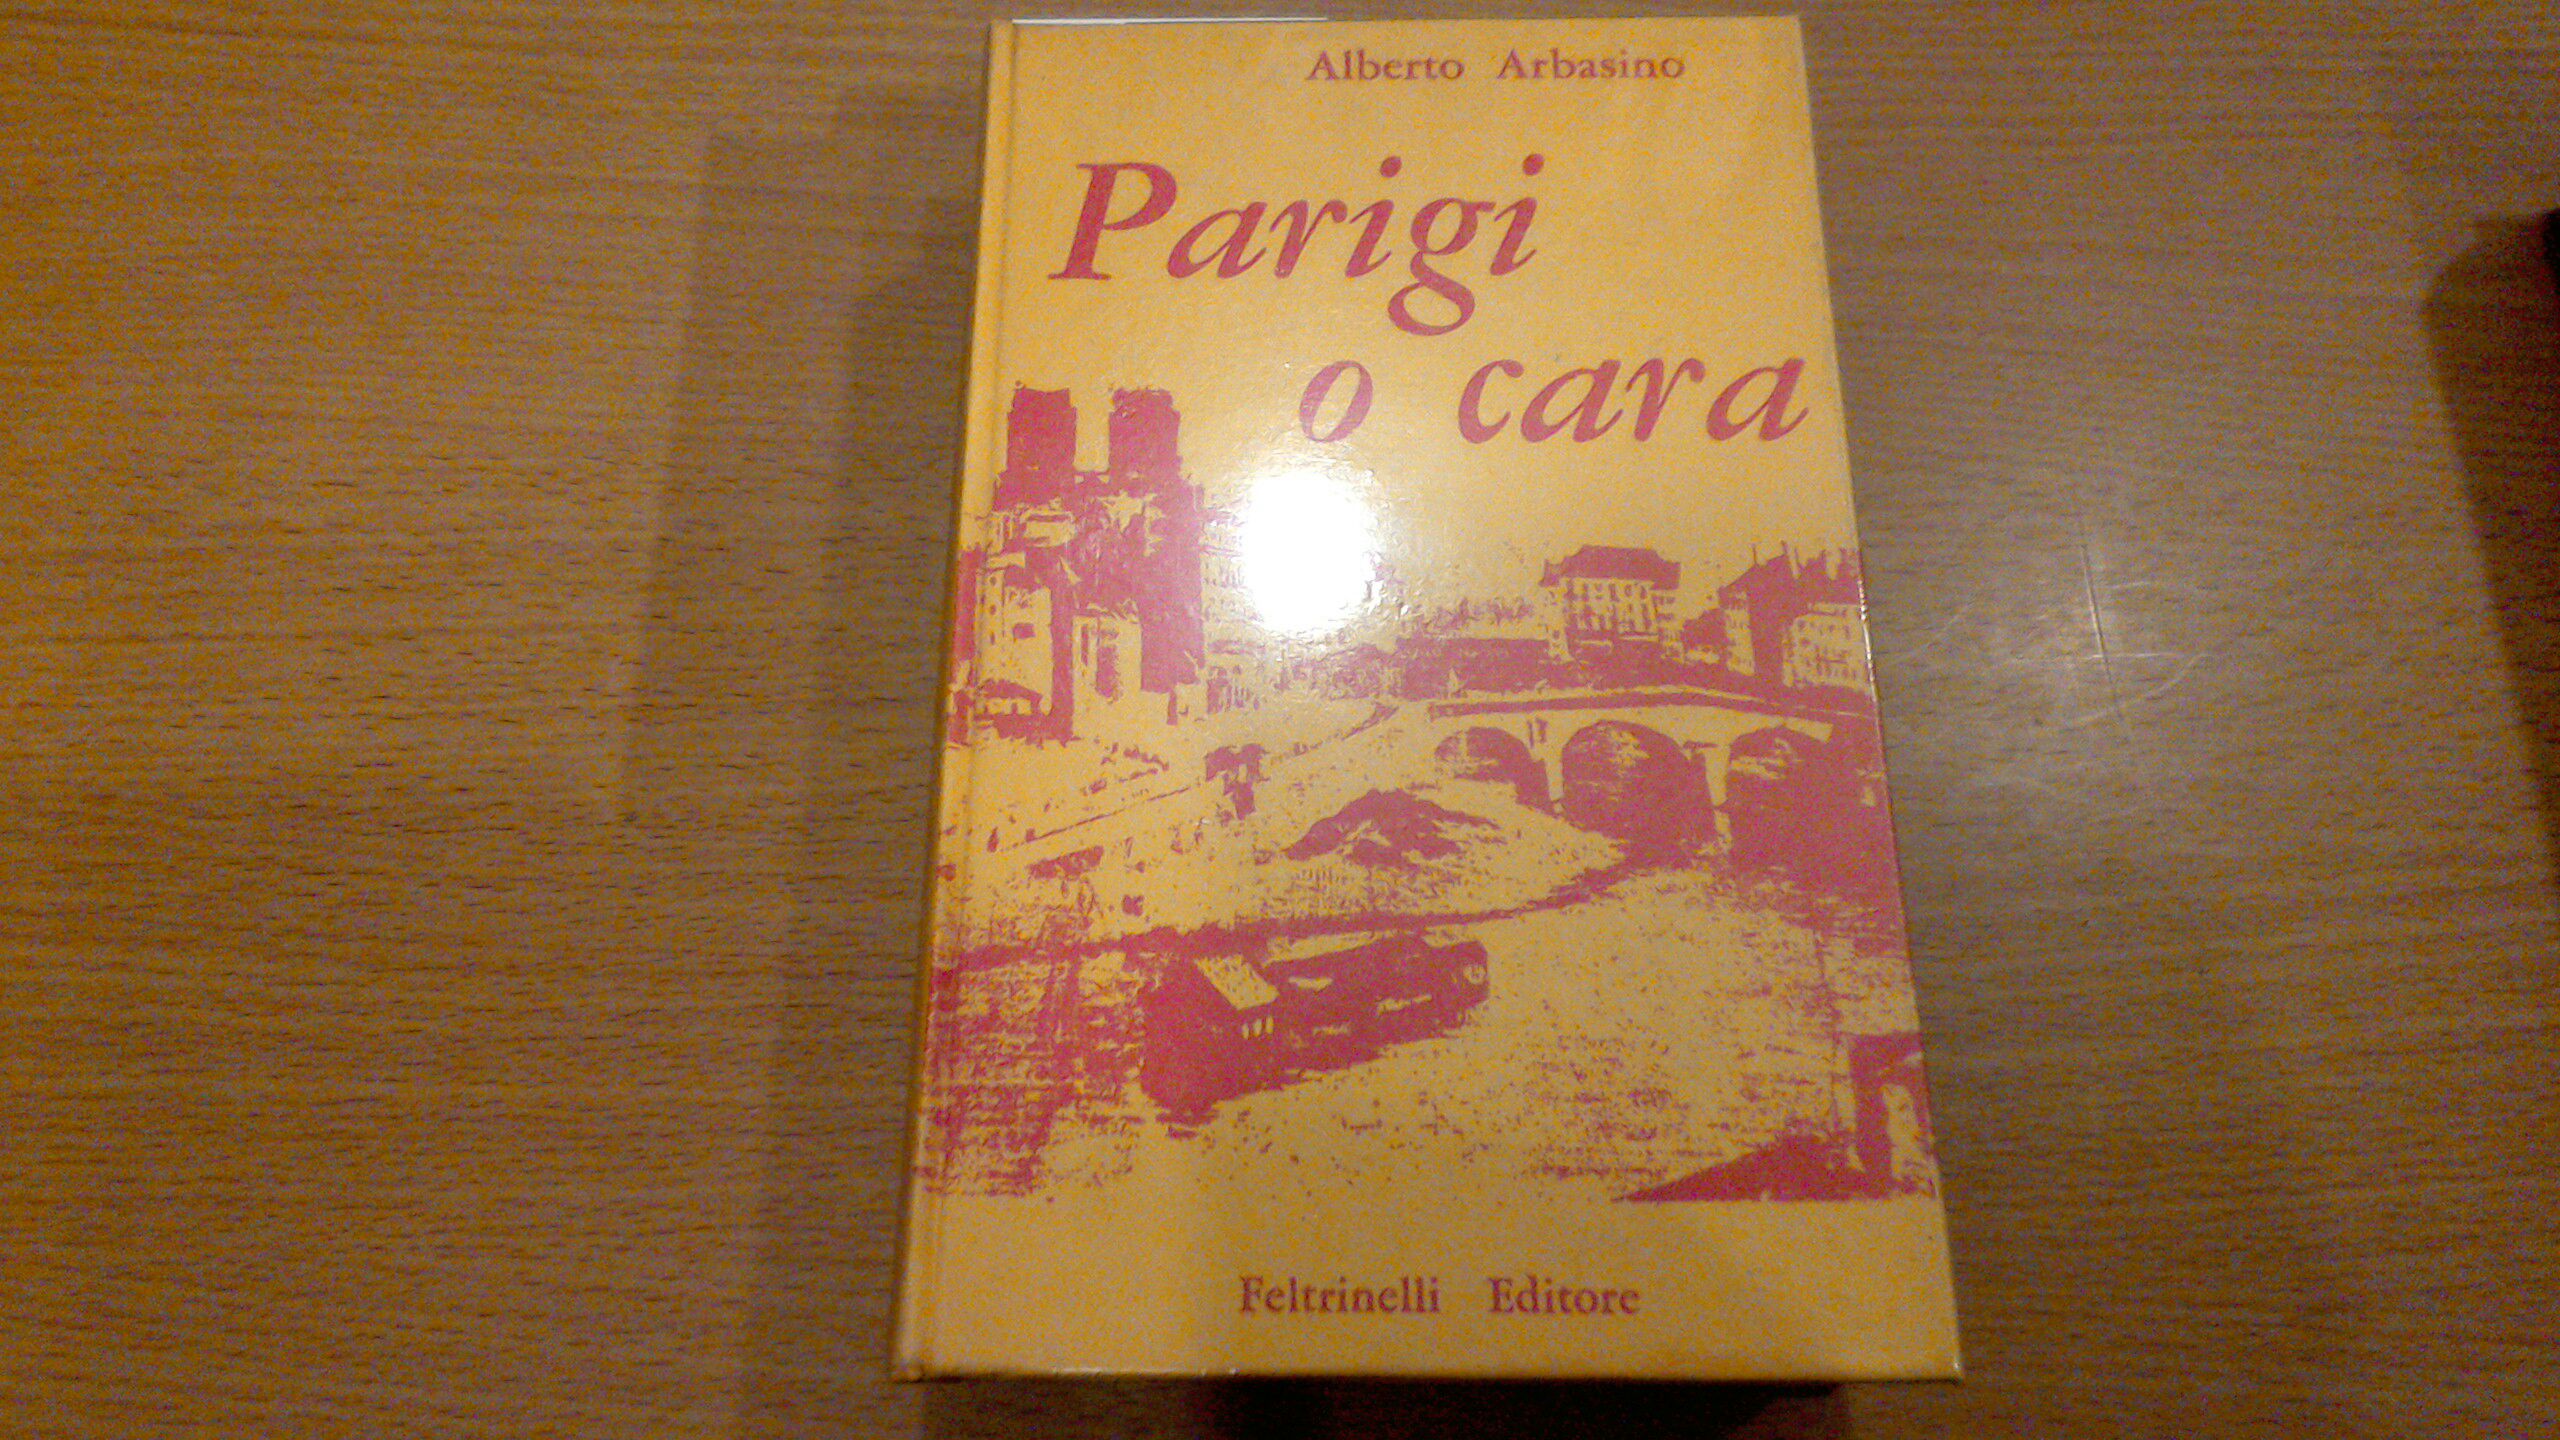 Alberto Arbasino
Parigi
o cara
Feltrinelli Editore